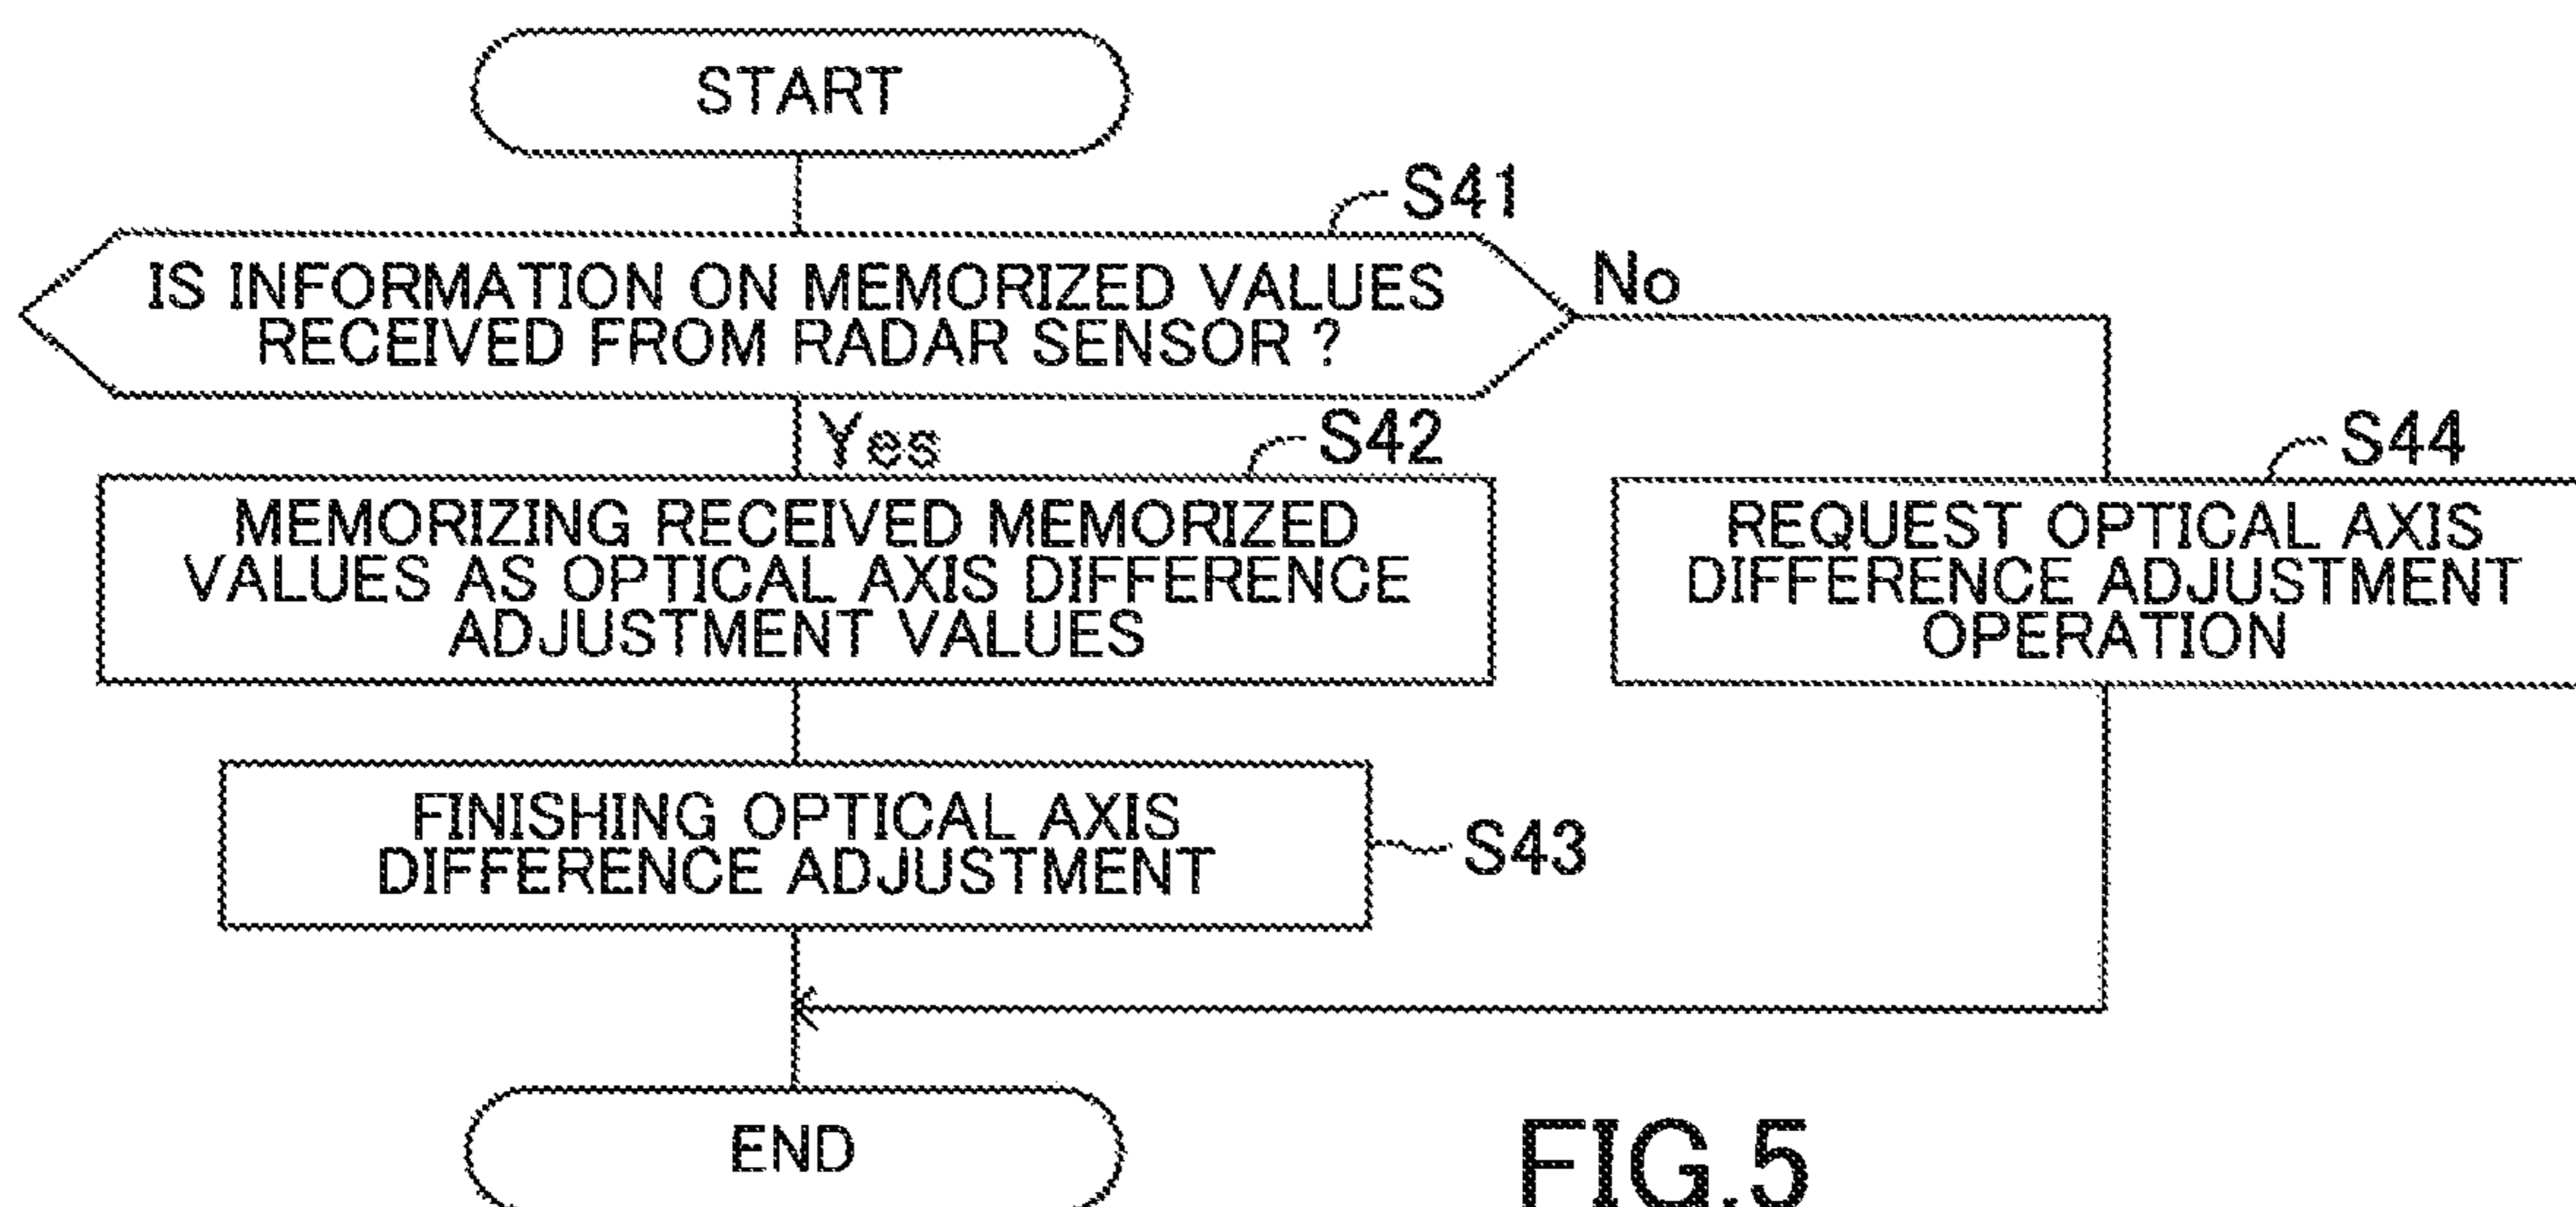 START
S41
IS INFORMATION ON MEMORIZED VALUES
RECEIVED FROM RADAR SENSOR ?
No
Yes
S42
MEMORIZING RECEIVED MEMORIZED
VALUES AS OPTICAL AXIS DIFFERENCE
ADJUSTMENT VALUES
S44
REQUEST OPTICAL AXIS
DIFFERENCE ADJUSTMENT
OPERATION
FINISHING OPTICAL AXIS
DIFFERENCE ADJUSTMENT
S43
END
FIG.5